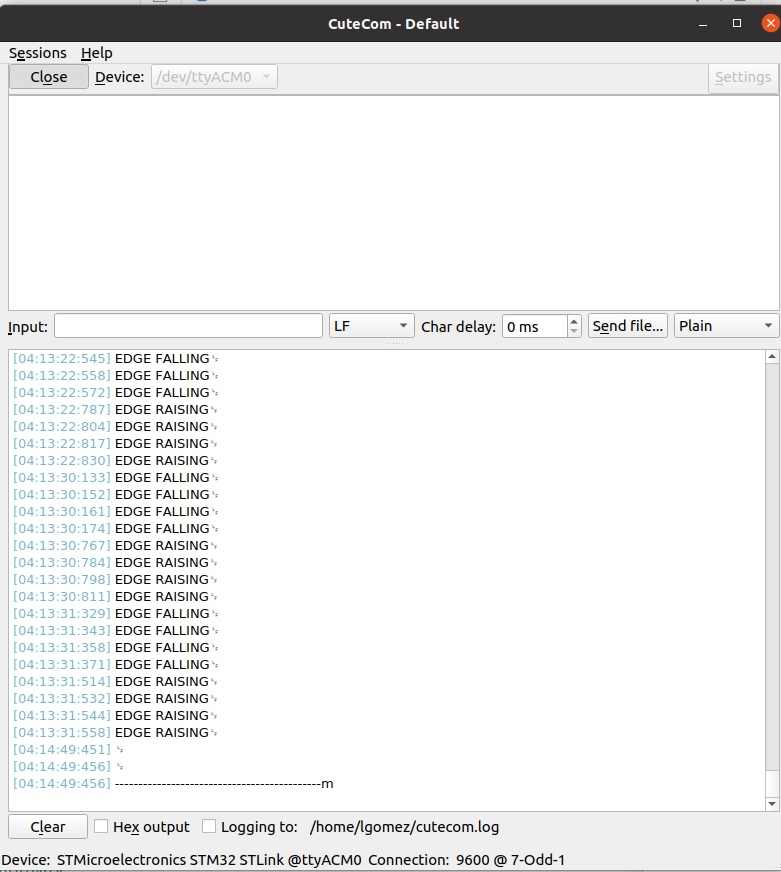 CuteCom - Default
Sessions Help
Close Device: /dev/ttyACM0 Settings
Input: LF Char delay: 0 ms Send file... Plain
[04:13:22:545] EDGE FALLING␊
[04:13:22:558] EDGE FALLING␊
[04:13:22:572] EDGE FALLING␊
[04:13:22:787] EDGE RAISING␊
[04:13:22:804] EDGE RAISING␊
[04:13:22:817] EDGE RAISING␊
[04:13:22:830] EDGE RAISING␊
[04:13:30:133] EDGE FALLING␊
[04:13:30:152] EDGE FALLING␊
[04:13:30:161] EDGE FALLING␊
[04:13:30:174] EDGE FALLING␊
[04:13:30:767] EDGE RAISING␊
[04:13:30:784] EDGE RAISING␊
[04:13:30:798] EDGE RAISING␊
[04:13:30:811] EDGE RAISING␊
[04:13:31:329] EDGE FALLING␊
[04:13:31:343] EDGE FALLING␊
[04:13:31:358] EDGE FALLING␊
[04:13:31:371] EDGE FALLING␊
[04:13:31:514] EDGE RAISING␊
[04:13:31:532] EDGE RAISING␊
[04:13:31:544] EDGE RAISING␊
[04:13:31:558] EDGE RAISING␊
[04:14:49:451] ␊
[04:14:49:456] ␊
[04:14:49:456] --------------------------------------------m
Clear Hex output Logging to: /home/lgomez/cutecom.log
Device: STMicroelectronics STM32 STLink @ttyACM0 Connection: 9600 @ 7-Odd-1